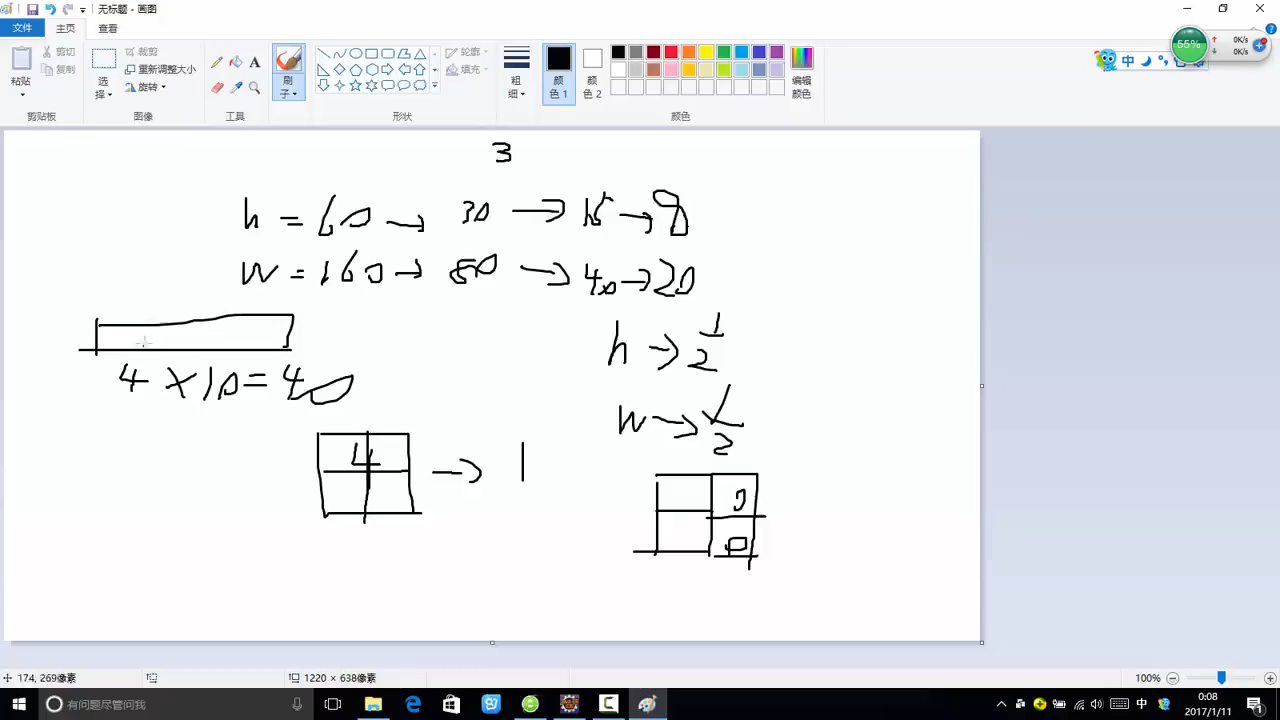 无标题 - 画图
文件 主页 查看
粘贴 剪切 复制 选择 裁剪 重新调整大小 旋转 刷子 轮廓 填充 粗细 颜色 1 颜色 2 编辑颜色
剪贴板 图像 工具 形状 颜色
55% 0K/s 0K/s 中
3
h = 60 → 30 → 15 → 8
W = 160 → 80 → 40 → 20
h → 1/2
4 × 10 = 40
W → 1/2
4 → 1
0
0
174, 269像素 1220 × 638像素 100%
有问题尽管问我 中 0:08
2017/1/11